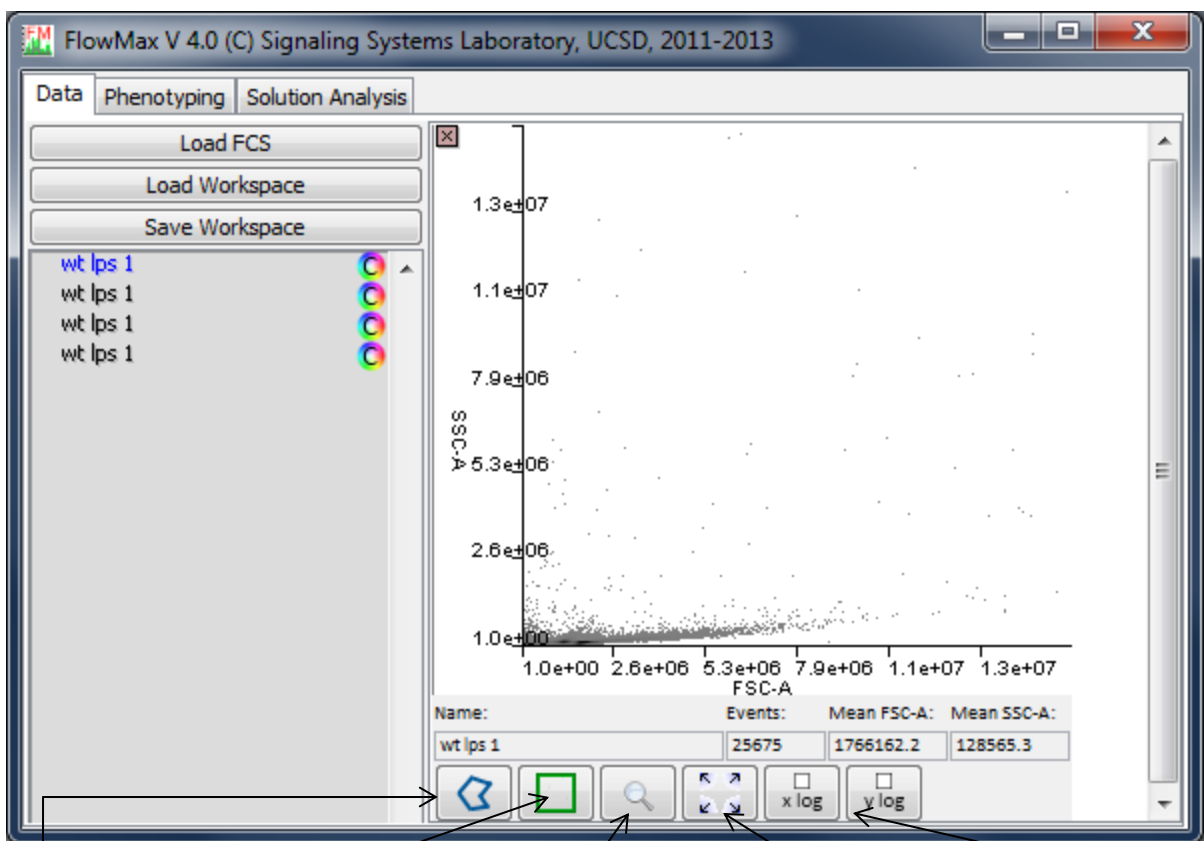 FM FlowMax V 4.0 (C) Signaling Systems Laboratory, UCSD, 2011-2013
Data Phenotyping Solution Analysis
Load FCS
Load Workspace
Save Workspace
wt lps 1 C
wt lps 1 C
wt lps 1 C
wt lps 1 C
1.3e+07
1.1e+07
7.9e+06
SSC-A
5.3e+06
2.6e+06
1.0e+00
1.0e+00 2.6e+06 5.3e+06 7.9e+06 1.1e+07 1.3e+07
FSC-A
Name: Events: Mean FSC-A: Mean SSC-A:
wt lps 1 25675 1766162.2 128565.3
x log y log